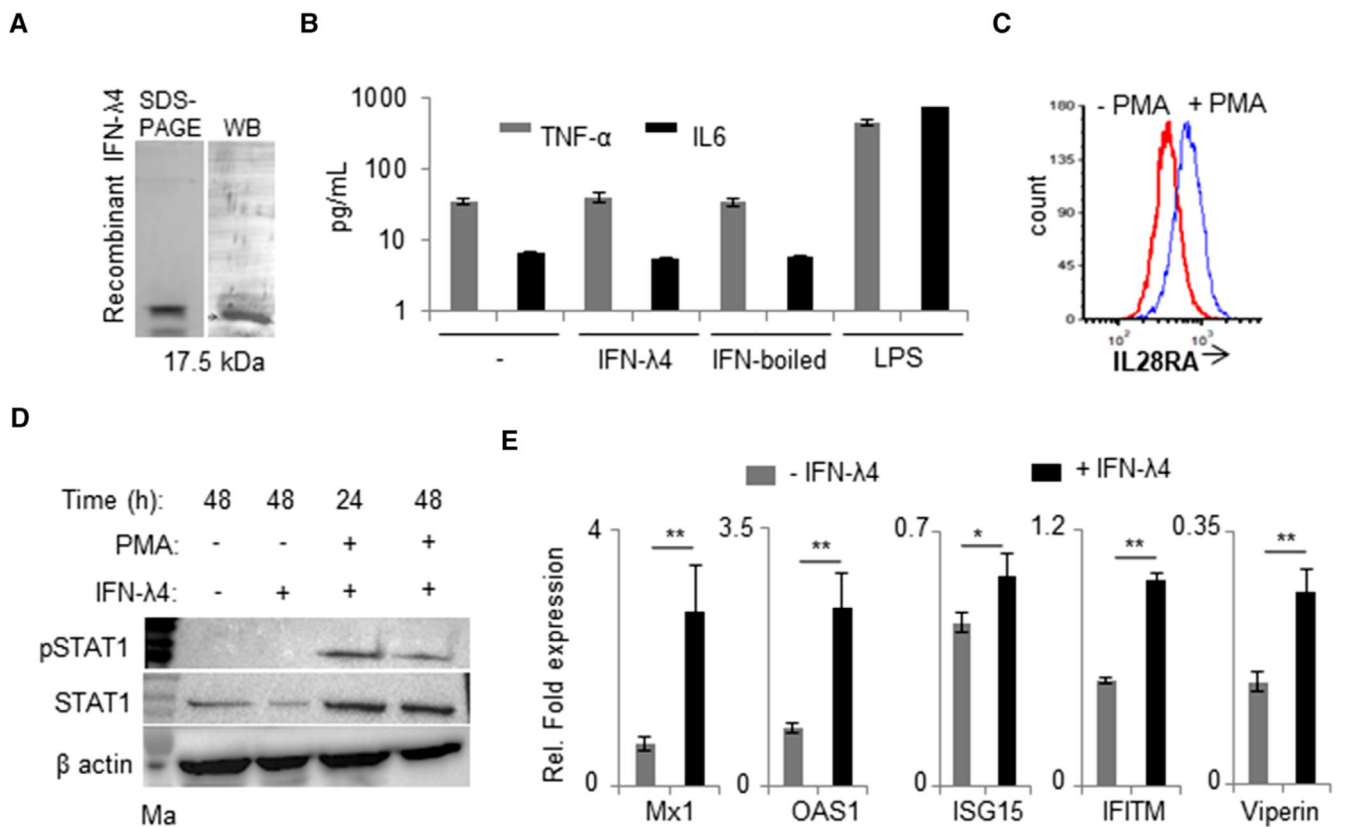 A
B
C
Recombinant IFN-λ4
SDS-
PAGE WB
17.5 kDa
1000
100
10
1
pg/mL
TNF-α IL6
- IFN-λ4 IFN-boiled LPS
- PMA + PMA
180
135
90
45
0
count
10² 10³
IL28RA
D
Time (h): 48 48 24 48
PMA: - - + +
IFN-λ4: - + + +
pSTAT1
STAT1
β actin
Ma
E
- IFN-λ4 + IFN-λ4
Rel. Fold expression
4 3.5 0.7 1.2 0.35
** ** * ** **
0 0 0 0 0
Mx1 OAS1 ISG15 IFITM Viperin